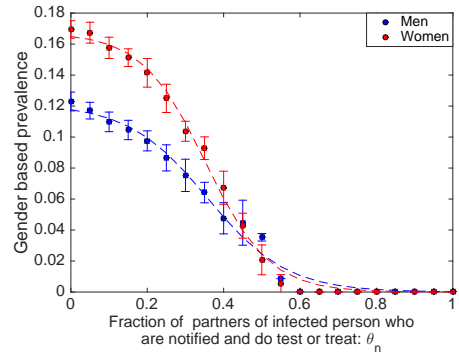 0.18
0.16
0.14
0.12
0.1
0.08
0.06
0.04
0.02
0
Gender based prevalence
Men
Women
0 0.2 0.4 0.6 0.8 1
Fraction of partners of infected person who
are notified and do test or treat: θn